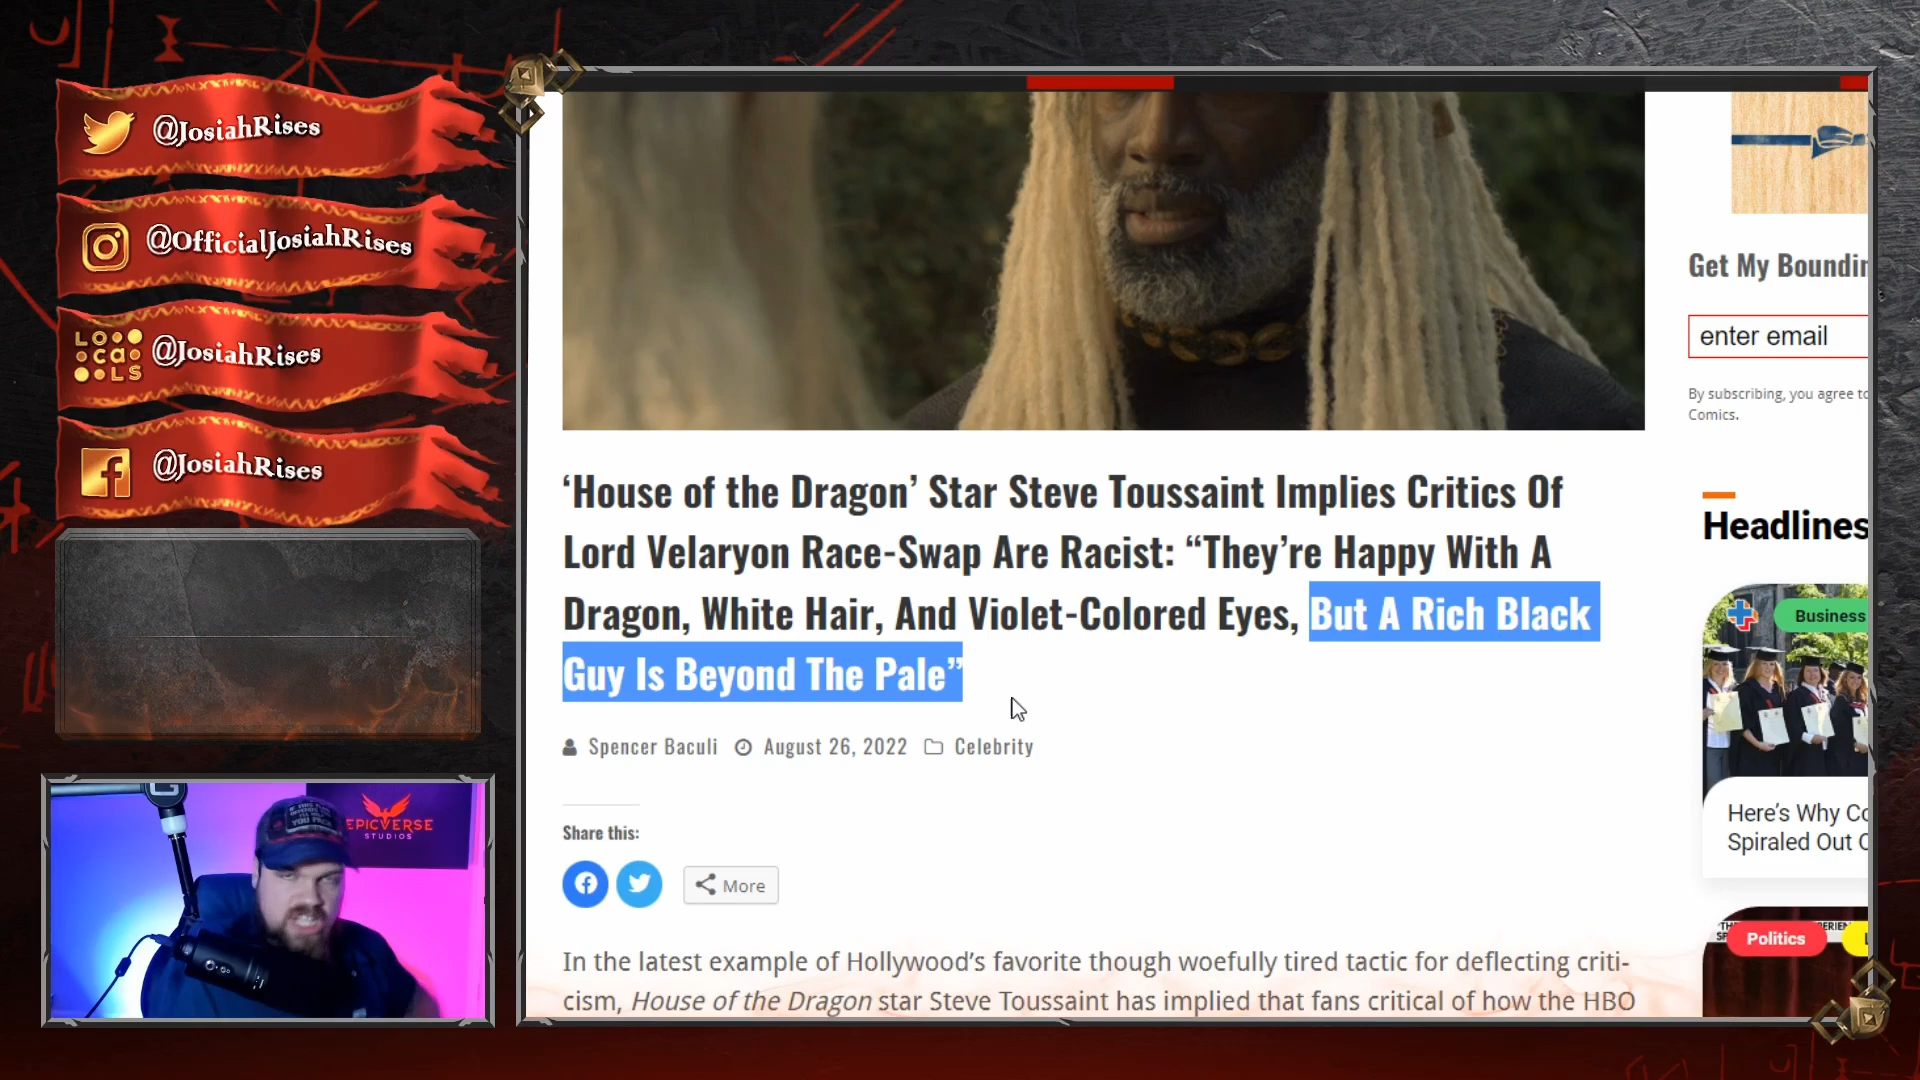 @JosiahRises
@OfficialJosiahRises
LO
ca
LS
@JosiahRises
@JosiahRises
EPICVERSE
STUDIOS
YOU
‘House of the Dragon’ Star Steve Toussaint Implies Critics Of
Lord Velaryon Race-Swap Are Racist: “They’re Happy With A
Dragon, White Hair, And Violet-Colored Eyes, But A Rich Black
Guy Is Beyond The Pale”
Spencer Baculi August 26, 2022 Celebrity
Share this:
More
In the latest example of Hollywood’s favorite though woefully tired tactic for deflecting criti-
cism, House of the Dragon star Steve Toussaint has implied that fans critical of how the HBO
Get My Boundin
enter email
By subscribing, you agree to
Comics.
Headlines
Business
Here’s Why Co
Spiraled Out O
Politics